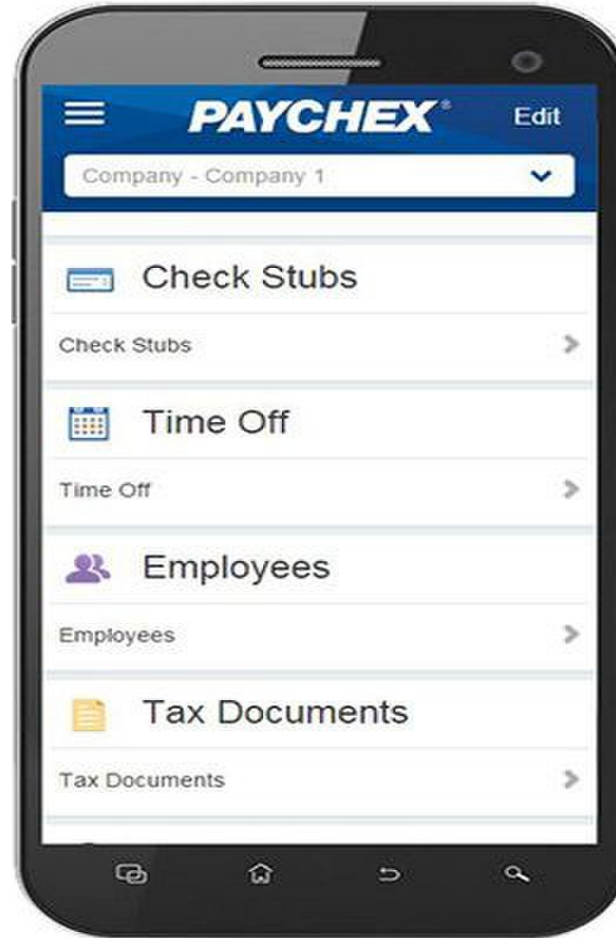 PAYCHEX® Edit
Company - Company 1
Check Stubs
Check Stubs
Time Off
Time Off
Employees
Employees
Tax Documents
Tax Documents